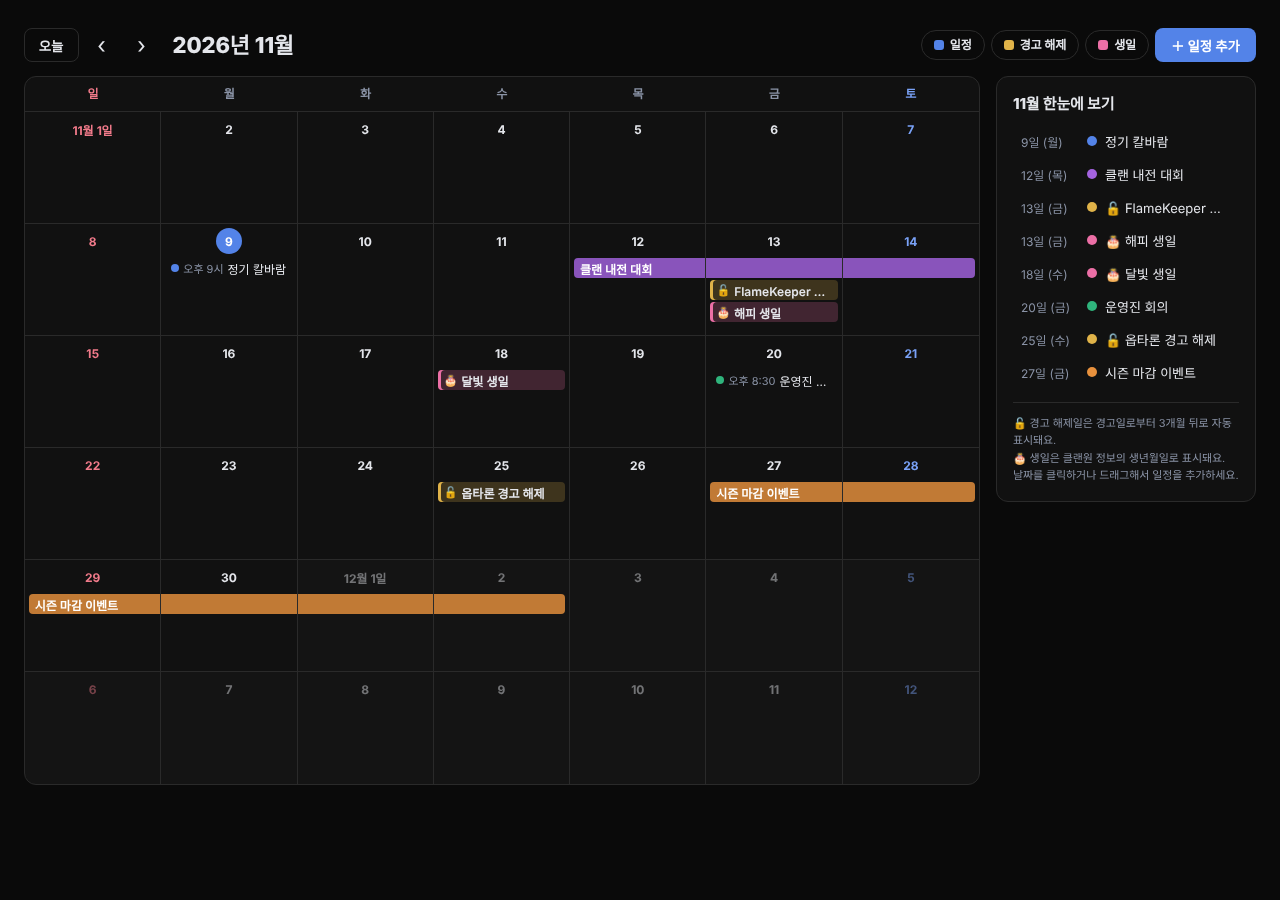 오늘 ‹ › 2026년 11월 일정 경고 해제 생일 + 일정 추가
일 월 화 수 목 금 토
11월 1일 2 3 4 5 6 7
8 9 10 11 12 13 14
오후 9시 정기 칼바람 클랜 내전 대회
🔓 FlameKeeper ...
🎂 해피 생일
15 16 17 18 19 20 21
🎂 달빛 생일 오후 8:30 운영진 ...
22 23 24 25 26 27 28
🔓 옵타론 경고 해제 시즌 마감 이벤트
29 30 12월 1일 2 3 4 5
시즌 마감 이벤트
6 7 8 9 10 11 12
11월 한눈에 보기
9일 (월) 정기 칼바람
12일 (목) 클랜 내전 대회
13일 (금) 🔓 FlameKeeper ...
13일 (금) 🎂 해피 생일
18일 (수) 🎂 달빛 생일
20일 (금) 운영진 회의
25일 (수) 🔓 옵타론 경고 해제
27일 (금) 시즌 마감 이벤트
🔓 경고 해제일은 경고일로부터 3개월 뒤로 자동
표시돼요.
🎂 생일은 클랜원 정보의 생년월일로 표시돼요.
날짜를 클릭하거나 드래그해서 일정을 추가하세요.